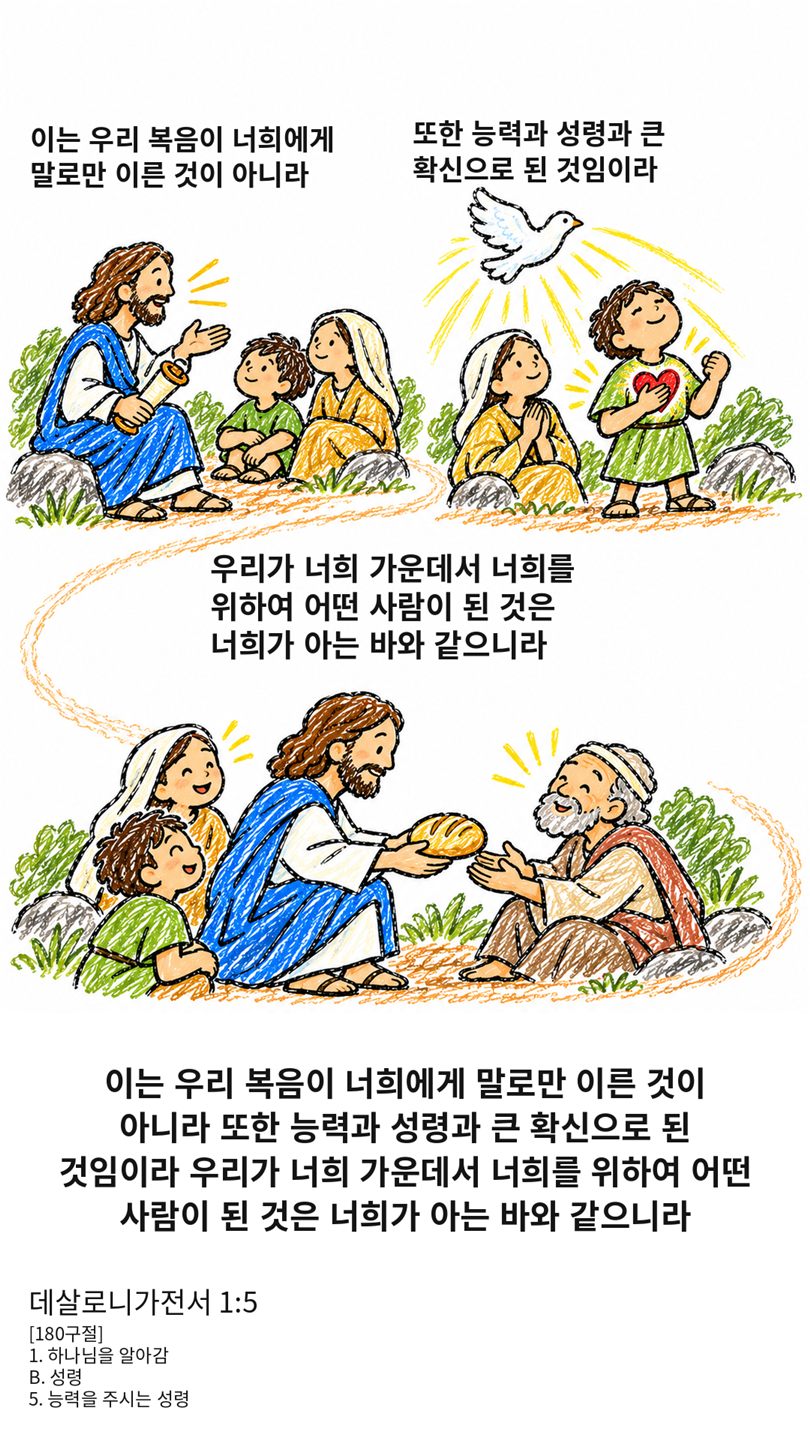 이는 우리 복음이 너희에게
말로만 이른 것이 아니라
또한 능력과 성령과 큰
확신으로 된 것임이라
우리가 너희 가운데서 너희를
위하여 어떤 사람이 된 것은
너희가 아는 바와 같으니라
이는 우리 복음이 너희에게 말로만 이른 것이
아니라 또한 능력과 성령과 큰 확신으로 된
것임이라 우리가 너희 가운데서 너희를 위하여 어떤
사람이 된 것은 너희가 아는 바와 같으니라
데살로니가전서 1:5
[180구절]
1. 하나님을 알아감
B. 성령
5. 능력을 주시는 성령